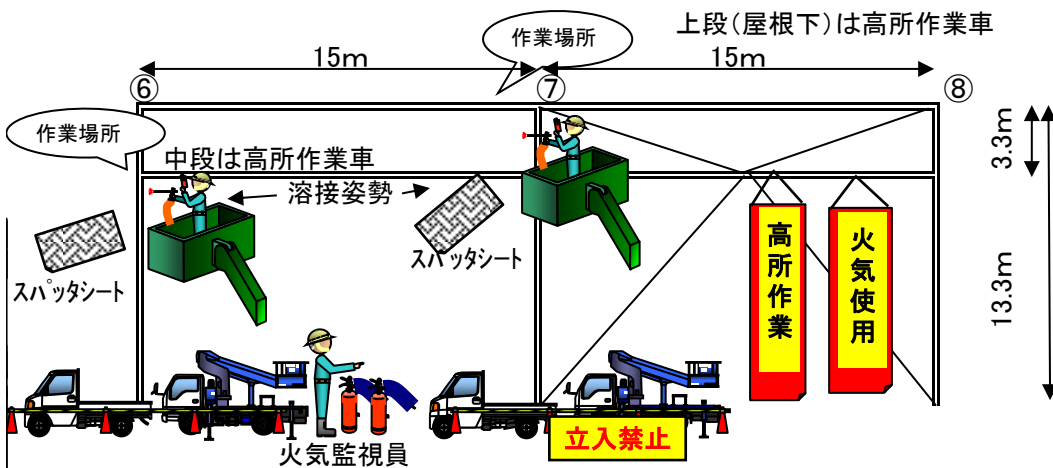 作業場所
上段(屋根下)は高所作業車
15m
15m
⑥
⑦
⑧
作業場所
中段は高所作業車
溶接姿勢
3.3m
13.3m
スパッタシート
スパッタシート
高所作業
火気使用
火気監視員
立入禁止